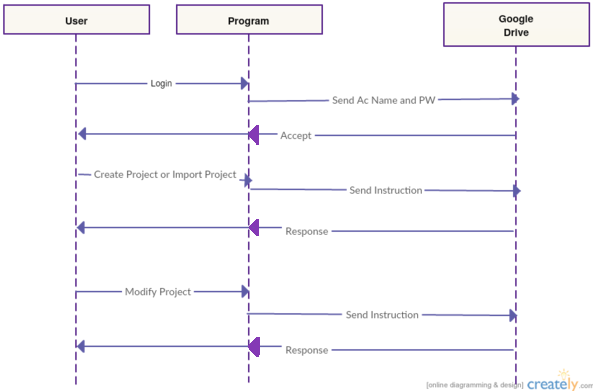 User
Program
Google
Drive
Login
Send Ac Name and PW
Accept
Create Project or Import Project
Send Instruction
Response
Modify Project
Send Instruction
Response
[online diagramming & design] creately.com